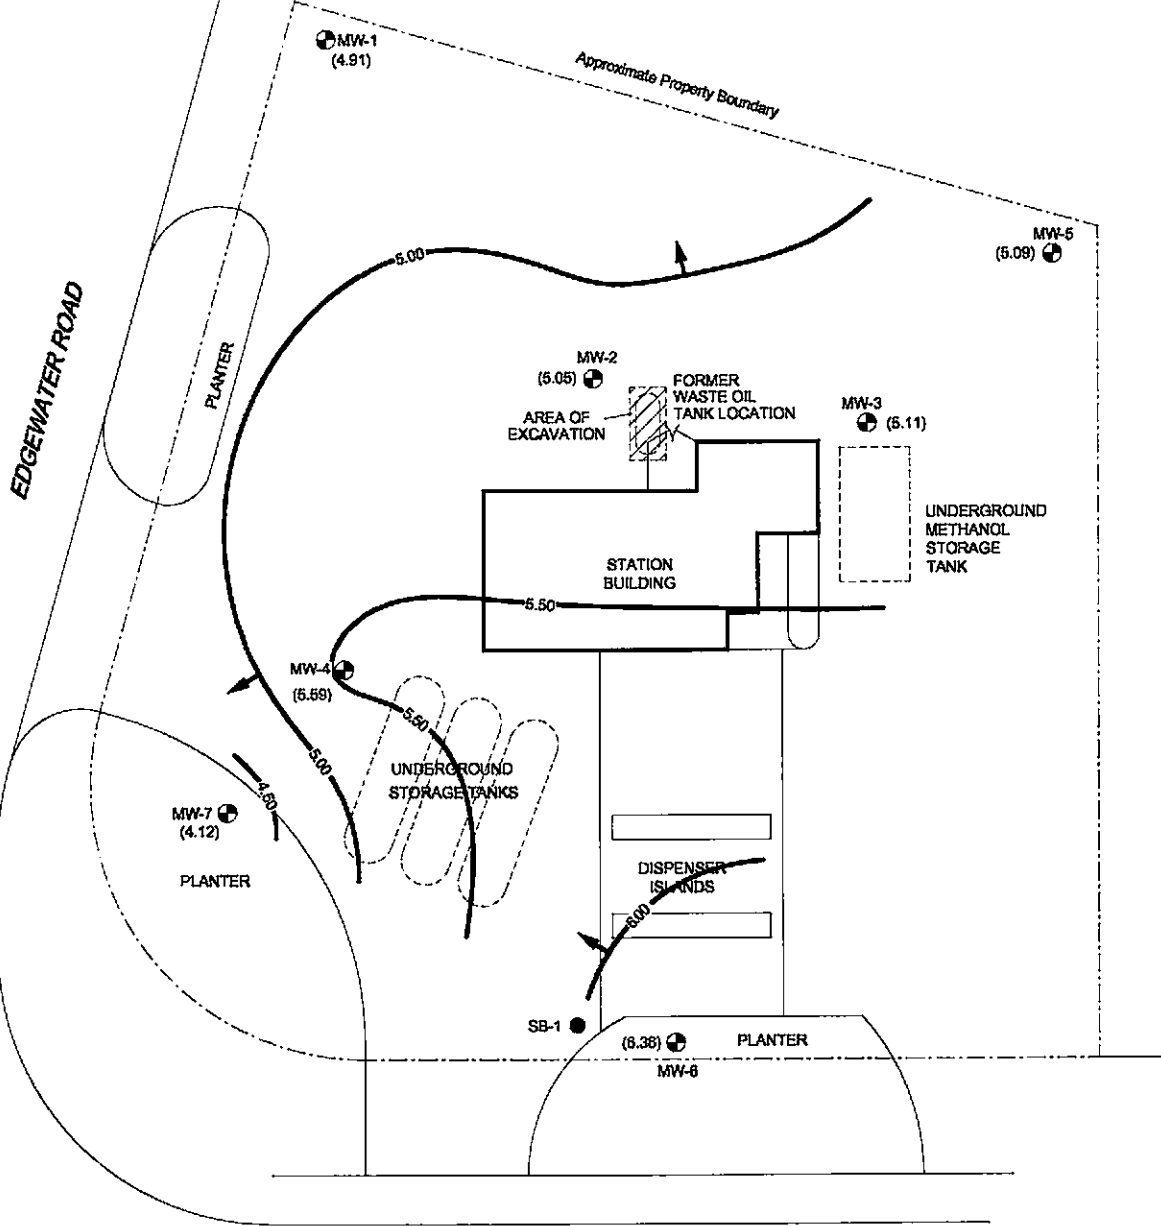 MW-1
(4.91)
Approximate Property Boundary
MW-5
(5.09)
5.00
EDGEWATER ROAD
PLANTER
MW-2
(5.05)
FORMER
WASTE OIL
TANK LOCATION
AREA OF
EXCAVATION
MW-3
(5.11)
UNDERGROUND
METHANOL
STORAGE
TANK
STATION
BUILDING
5.50
MW-4
(5.59)
5.50
5.00
UNDERGROUND
STORAGE TANKS
4.50
MW-7
(4.12)
PLANTER
DISPENSER
ISLANDS
6.00
SB-1
(6.36)
MW-6
PLANTER